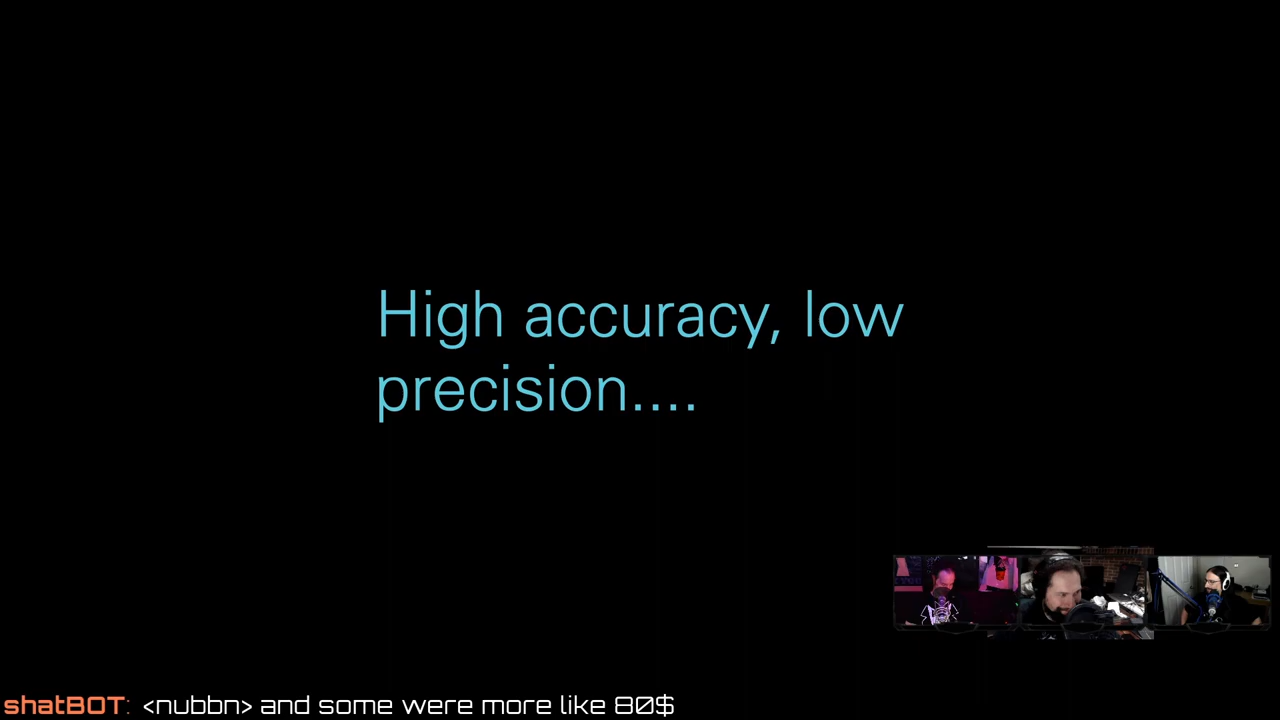 High accuracy, low
precision....
shatBOT: <nubbn> and some were more like 80$